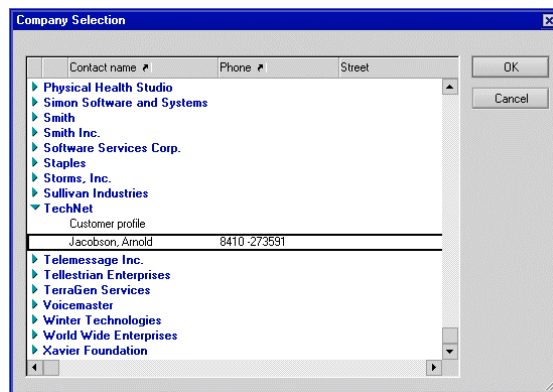 Company Selection
Contact name Phone Street
OK
Cancel
Physical Health Studio
Simon Software and Systems
Smith
Smith Inc.
Software Services Corp.
Staples
Storms, Inc.
Sullivan Industries
TechNet
Customer profile
Jacobson, Arnold 8410 -273591
Telemessage Inc.
Tellestrian Enterprises
TerraGen Services
Voicemaster
Winter Technologies
World Wide Enterprises
Xavier Foundation